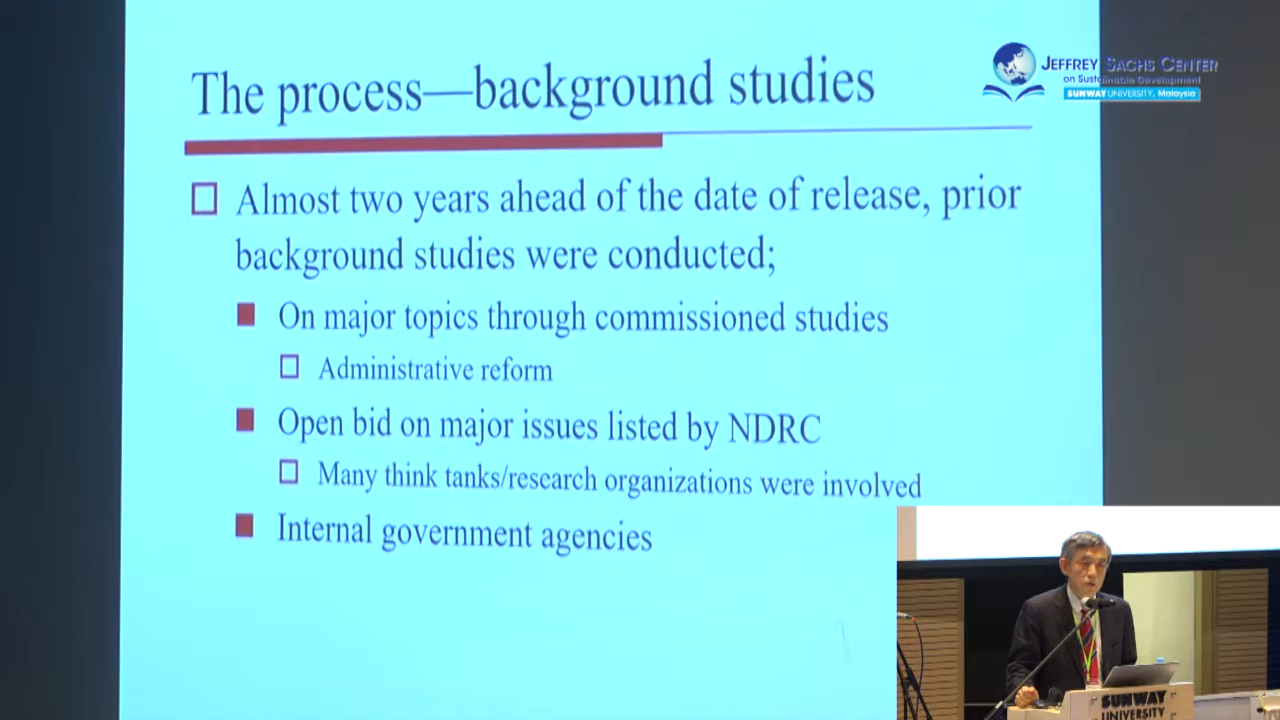 The process—background studies
JEFFREY SACHS CENTER
on Sustainable Development
SUNWAY UNIVERSITY, Malaysia
Almost two years ahead of the date of release, prior
background studies were conducted;
On major topics through commissioned studies
Administrative reform
Open bid on major issues listed by NDRC
Many think tanks/research organizations were involved
Internal government agencies
SUNWAY
UNIVERSITY